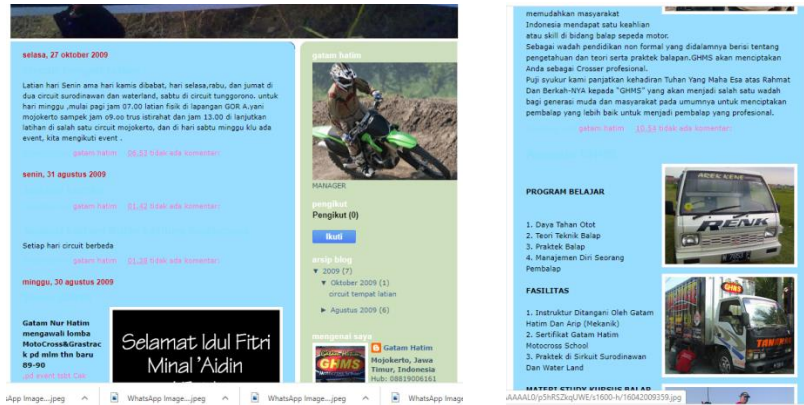 selasa, 27 oktober 2009
Latian hari Senin ama hari kamis dibabat, hari selasa,rabu, dan jumat di
dua circuit surodinawan dan waterland, sabtu di circuit tunggorono. untuk
hari minggu ,mulai pagi jam 07.00 latian fisik di lapangan GOR A.yani
mojokerto sampek jam 09.oo trus istirahat dan jam 13.00 di lanjutkan
latihan di salah satu circuit mojokerto, dan di hari sabtu minggu klu ada
event, kita mengikuti event .
gatam hatim 06.53 tidak ada komentar:
senin, 31 agustus 2009
gatam hatim 01.42 tidak ada komentar:
Setiap hari circuit berbeda
gatam hatim 01.38 tidak ada komentar:
minggu, 30 agustus 2009
Gatam Nur Hatim
mengawali lomba
MotoCross&Grastrac
k pd mlm thn baru
89-90
Selamat Idul Fitri
Minal 'Aidin
gatam hatim
MANAGER
pengikut
Pengikut (0)
Ikuti
arsip blog
▼ 2009 (7)
▼ Oktober 2009 (1)
circuit tempat latian
► Agustus 2009 (6)
mengenai saya
GHMS
Gatam Hatim
Mojokerto, Jawa
Timur, Indonesia
Hub: 08819006161
App Image...jpeg
WhatsApp Image...jpeg
WhatsApp Image...jpeg
WhatsApp Image
memudahkan masyarakat
Indonesia mendapat satu keahlian
atau skill di bidang balap sepeda motor.
Sebagai wadah pendidikan non formal yang didalamnya berisi tentang
pengetahuan dan teori serta praktek balapan.GHMS akan menciptakan
Anda sebagai Crosser profesional.
Puji syukur kami panjatkan kehadiran Tuhan Yang Maha Esa atas Rahmat
Dan Berkah-NYA kepada "GHMS" yang akan menjadi salah satu wadah
bagi generasi muda dan masyarakat pada umumnya untuk menciptakan
pembalap yang lebih baik untuk menjadi pembalap yang profesional.
gatam hatim 10.54 tidak ada komentar:
PROGRAM BELAJAR
1. Daya Tahan Otot
2. Teori Teknik Balap
3. Praktek Balap
4. Manajemen Diri Seorang
Pembalap
AREK KENE
RENK
FASILITAS
1. Instruktur Ditangani Oleh Gatam
Hatim Dan Arip (Mekanik)
2. Sertifikat Gatam Hatim
Motocross School
3. Praktek di Sirkuit Surodinawan
Dan Water Land
GHMS
MATERI STUDY KURSUS BALAP